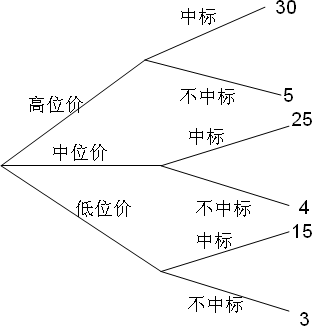 中标 30
高位价
不中标 5
中标 25
中位价
不中标 4
低位价
中标 15
不中标 3